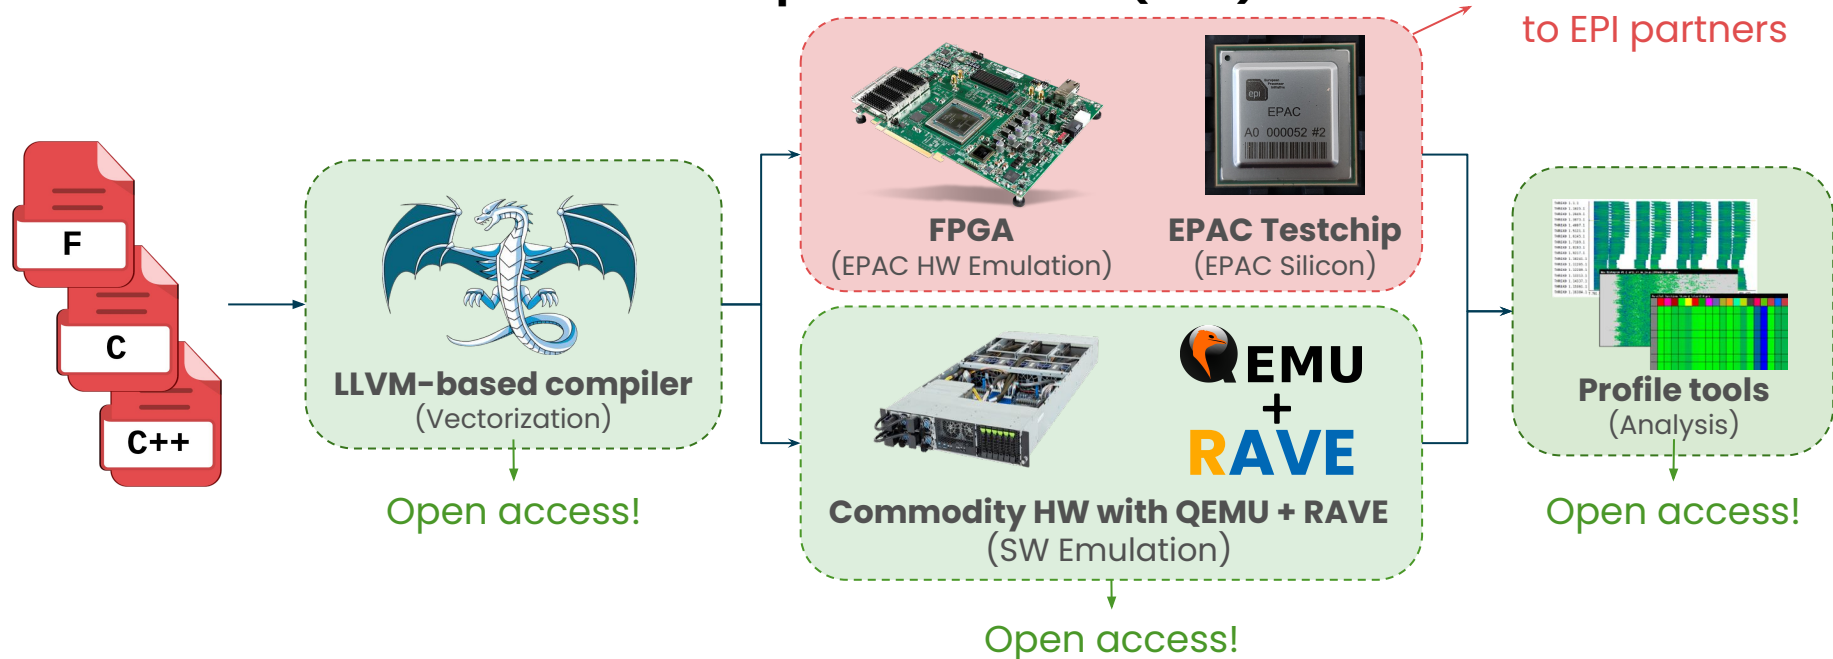 to EPI partners
epi
EPAC
A0 000052 #2
FPGA
(EPAC HW Emulation)
EPAC Testchip
(EPAC Silicon)
F
C
C++
LLVM-based compiler
(Vectorization)
Open access!
QEMU
+
RAVE
Commodity HW with QEMU + RAVE
(SW Emulation)
Open access!
Profile tools
(Analysis)
Open access!